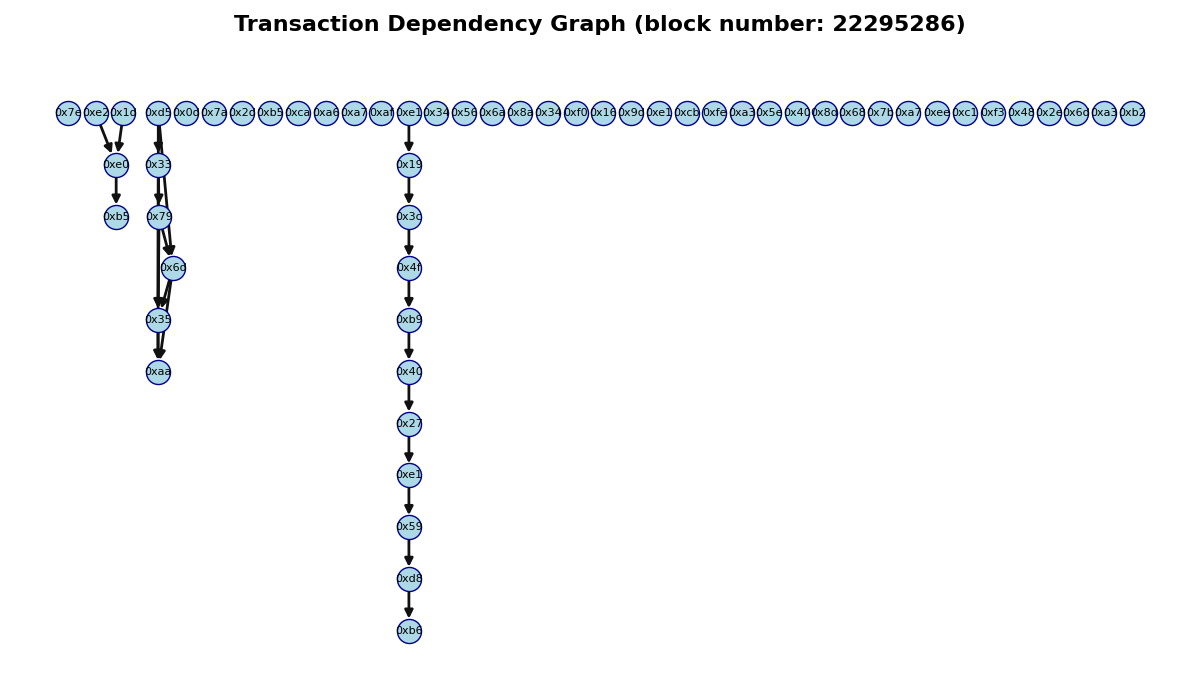 Transaction Dependency Graph (block number: 22295286)
0x7e 0xe2 0x1d 0xd5 0x0d 0x7a 0x2d 0xb5 0xca 0xa6 0xa7 0xaf 0xe1 0x34 0x56 0x6a 0x8a 0x34 0xf0 0x16 0x9d 0xe1 0xcb 0xfe 0xa3 0x5e 0x40 0x8d 0x68 0x7b 0xa7 0xee 0xc1 0xf3 0x48 0x2e 0x6d 0xa3 0xb2
0xe0 0x33 0x19
0xb5 0x79 0x3c
0x6d 0x4f
0x35 0xb9
0xaa 0x40
0x27
0xe1
0x59
0xd8
0xb6